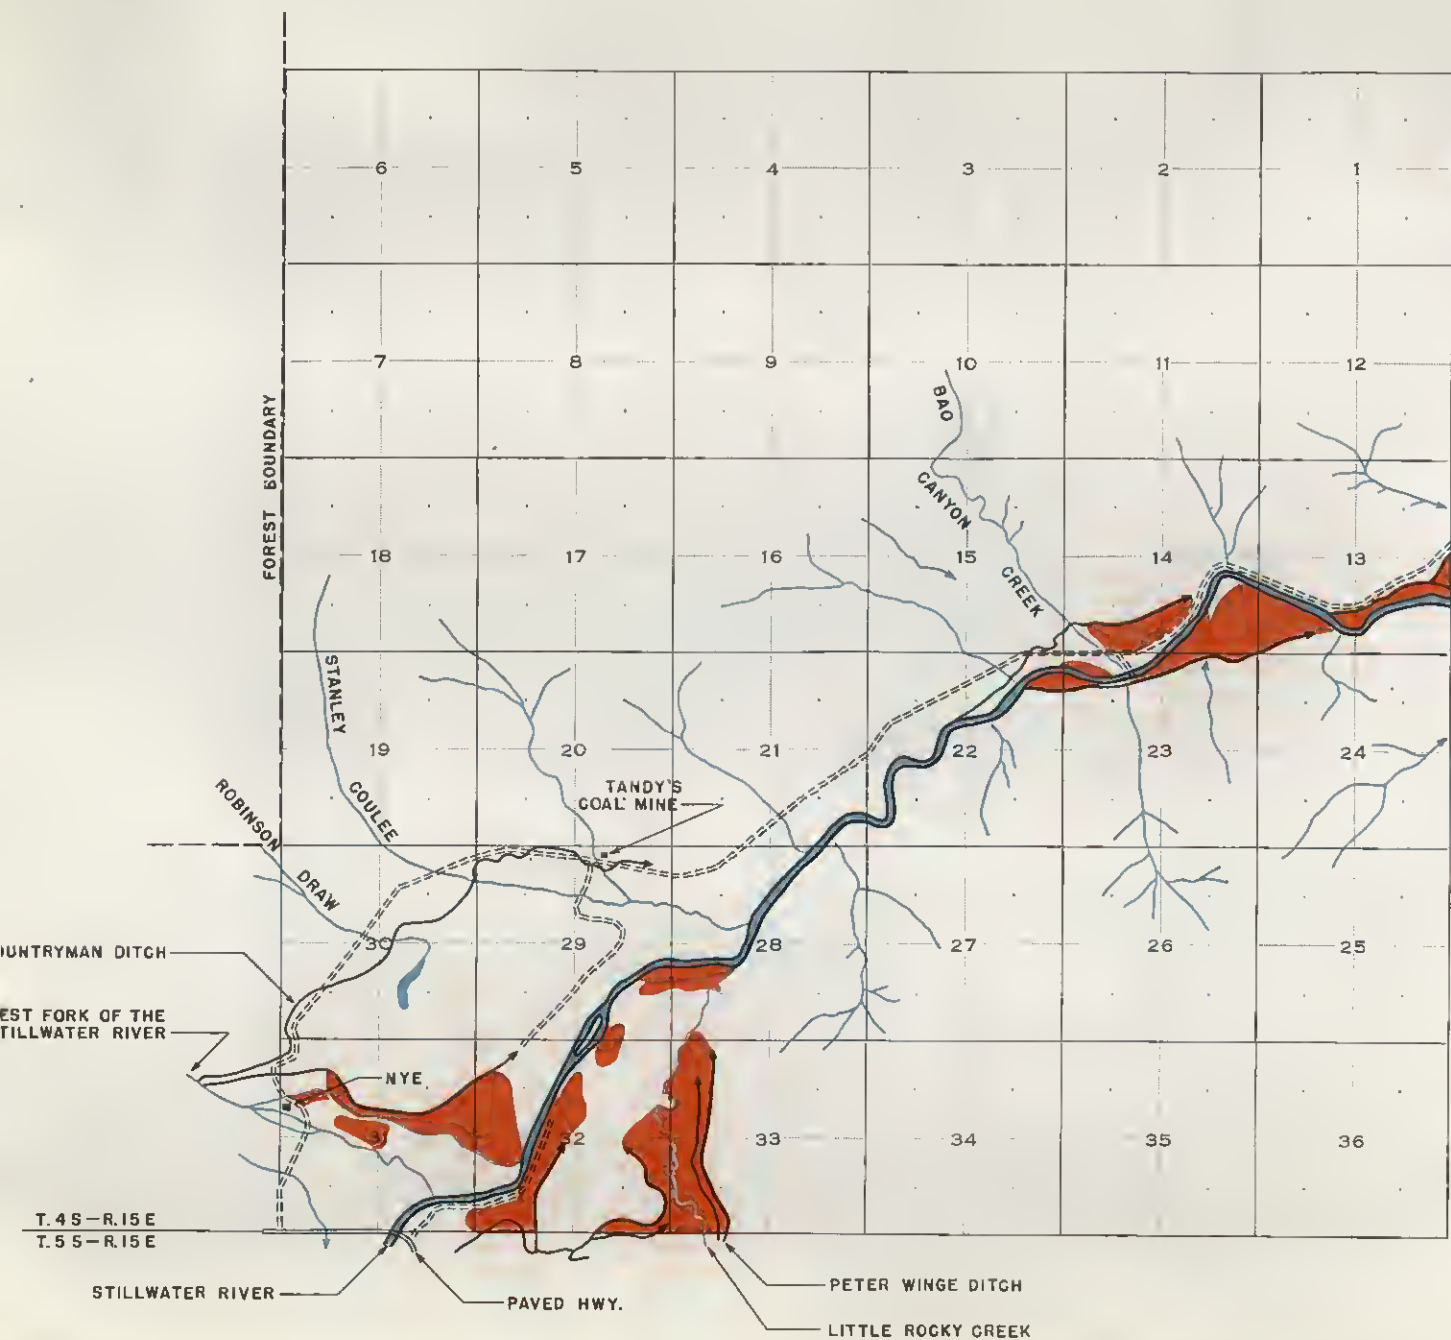 6 5 4 3 2 1
7 8 9 10 11 12
FOREST BOUNDARY
BAD
CANYON
CREEK
18 17 16 15 14 13
STANLEY
COULEE
19 20 21 22 23 24
ROBINSON
DRAW
TANDY'S
COAL MINE
OUNTRYMAN DITCH
30 29 28 27 26 25
EST FORK OF THE
TILLWATER RIVER
NYE
31 32 33 34 35 36
T. 4 S – R. 15 E
T. 5 S – R. 15 E
STILLWATER RIVER
PAVED HWY.
PETER WINGE DITCH
LITTLE ROCKY CREEK